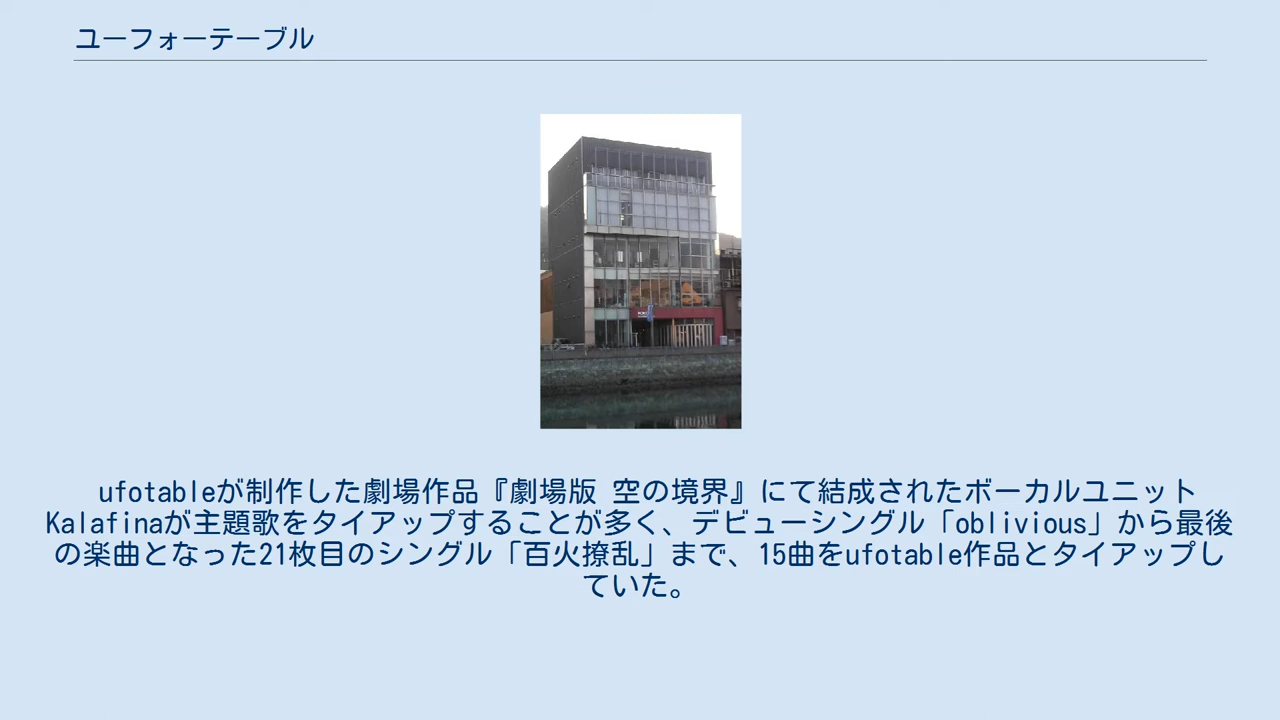 ユーフォーテーブル
ufotableが制作した劇場作品『劇場版 空の境界』にて結成されたボーカルユニット
Kalafinaが主題歌をタイアップすることが多く、デビューシングル「oblivious」から最後
の楽曲となった21枚目のシングル「百火撩乱」まで、15曲をufotable作品とタイアップし
ていた。